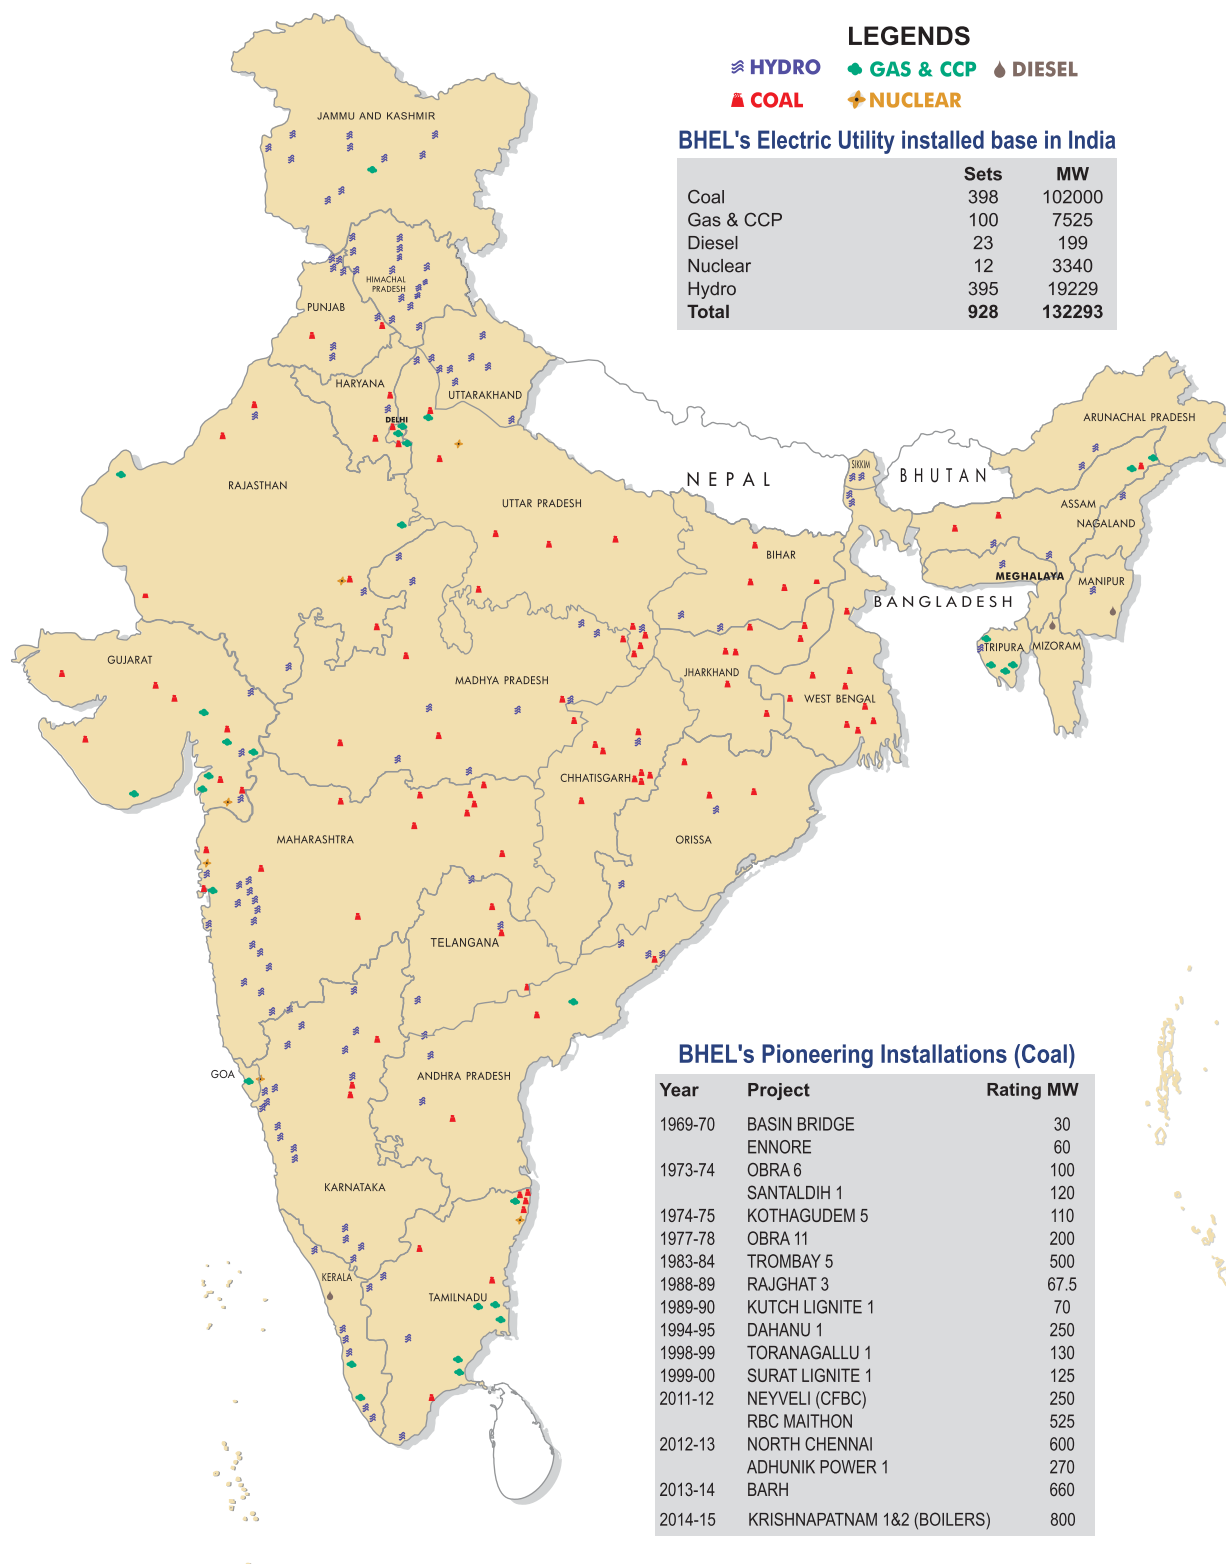 LEGENDS
HYDRO GAS & CCP DIESEL
COAL NUCLEAR
BHEL's Electric Utility installed base in India
Sets MW
Coal 398 102000
Gas & CCP 100 7525
Diesel 23 199
Nuclear 12 3340
Hydro 395 19229
Total 928 132293
JAMMU AND KASHMIR
HIMACHAL
PRADESH
PUNJAB
HARYANA
UTTARAKHAND
DELHI
ARUNACHAL PRADESH
SIKKIM
NEPAL
BHUTAN
RAJASTHAN
UTTAR PRADESH
ASSAM
NAGALAND
BIHAR
MEGHALAYA
MANIPUR
BANGLADESH
TRIPURA
MIZORAM
GUJARAT
MADHYA PRADESH
JHARKHAND
WEST BENGAL
CHHATISGARH
MAHARASHTRA
ORISSA
TELANGANA
GOA
ANDHRA PRADESH
KARNATAKA
KERALA
TAMILNADU
BHEL's Pioneering Installations (Coal)
Year Project Rating MW
1969-70 BASIN BRIDGE 30
ENNORE 60
1973-74 OBRA 6 100
SANTALDIH 1 120
1974-75 KOTHAGUDEM 5 110
1977-78 OBRA 11 200
1983-84 TROMBAY 5 500
1988-89 RAJGHAT 3 67.5
1989-90 KUTCH LIGNITE 1 70
1994-95 DAHANU 1 250
1998-99 TORANAGALLU 1 130
1999-00 SURAT LIGNITE 1 125
2011-12 NEYVELI (CFBC) 250
RBC MAITHON 525
2012-13 NORTH CHENNAI 600
ADHUNIK POWER 1 270
2013-14 BARH 660
2014-15 KRISHNAPATNAM 1&2 (BOILERS) 800